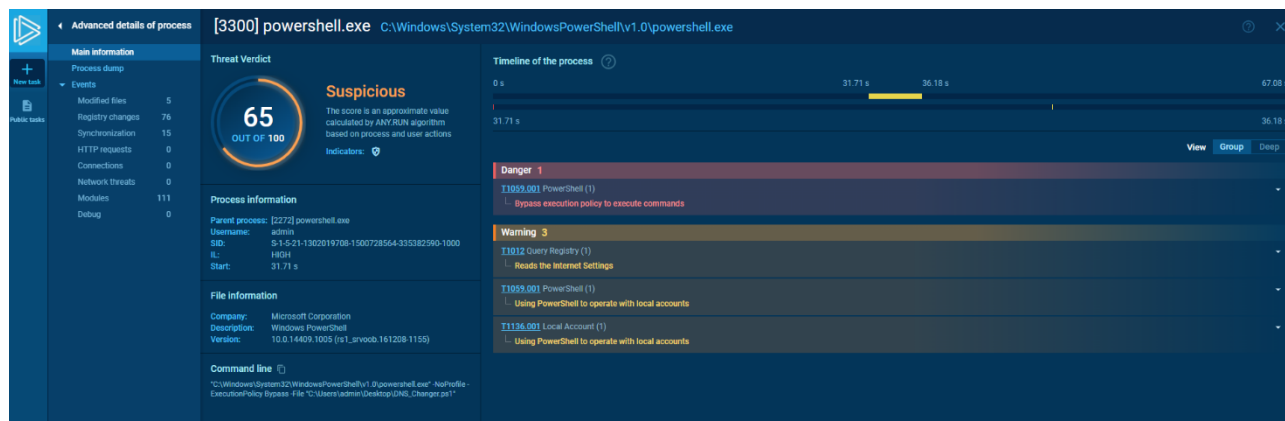 Advanced details of process
[3300] powershell.exe C:\Windows\System32\WindowsPowerShell\v1.0\powershell.exe
New task
Public tasks
Main information
Process dump
Events
Modified files 5
Registry changes 76
Synchronization 15
HTTP requests 0
Connections 0
Network threats 0
Modules 111
Debug 0
Threat Verdict
65
OUT OF 100
Suspicious
The score is an approximate value
calculated by ANY.RUN algorithm
based on process and user actions
Indicators:
Process information
Parent process: [2272] powershell.exe
Username: admin
SID: S-1-5-21-1302019708-1500728564-335382590-1000
IL: HIGH
Start: 31.71 s
File information
Company: Microsoft Corporation
Description: Windows PowerShell
Version: 10.0.14409.1005 (rs1_srvoob.161208-1155)
Command line
"C:\Windows\System32\WindowsPowerShell\v1.0\powershell.exe" -NoProfile -
ExecutionPolicy Bypass -File "C:\Users\admin\Desktop\DNS_Changer.ps1"
Timeline of the process ?
0 s 31.71 s 36.18 s 67.08 s
31.71 s 36.18 s
View Group Deep
Danger 1
T1059.001 PowerShell (1)
Bypass execution policy to execute commands
Warning 3
T1012 Query Registry (1)
Reads the Internet Settings
T1059.001 PowerShell (1)
Using PowerShell to operate with local accounts
T1136.001 Local Account (1)
Using PowerShell to operate with local accounts